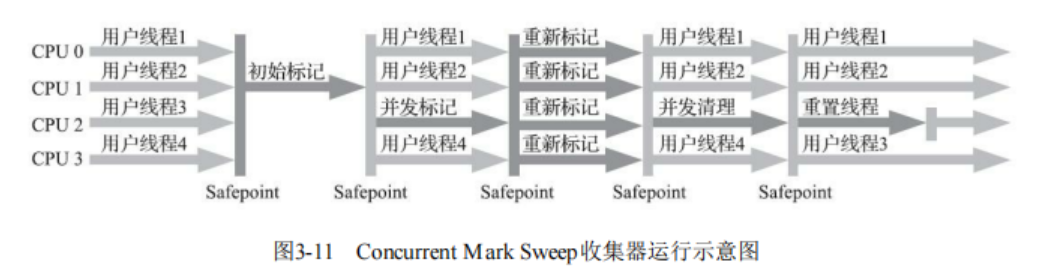 用户线程1 用户线程1 重新标记 用户线程1 用户线程1
CPU 0
用户线程2 初始标记 用户线程2 重新标记 用户线程2 用户线程2
CPU 1
用户线程3 并发标记 重新标记 并发清理 重置线程
CPU 2
用户线程4 用户线程4 重新标记 用户线程4 用户线程3
CPU 3
Safepoint Safepoint Safepoint Safepoint Safepoint
图3-11 Concurrent Mark Sweep收集器运行示意图